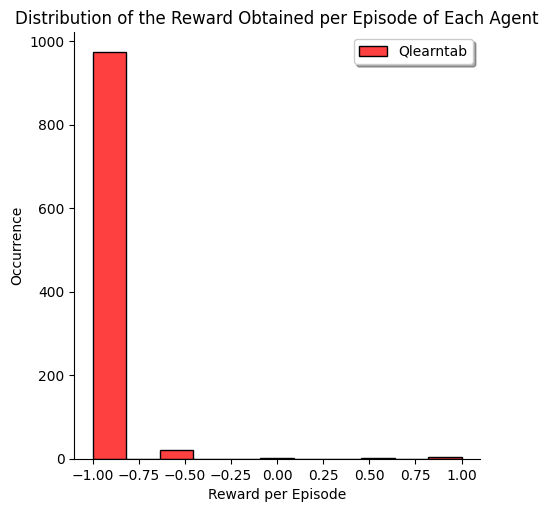 Distribution of the Reward Obtained per Episode of Each Agent
Qlearntab
1000
800
600
400
200
0
Occurrence
−1.00 −0.75 −0.50 −0.25 0.00 0.25 0.50 0.75 1.00
Reward per Episode